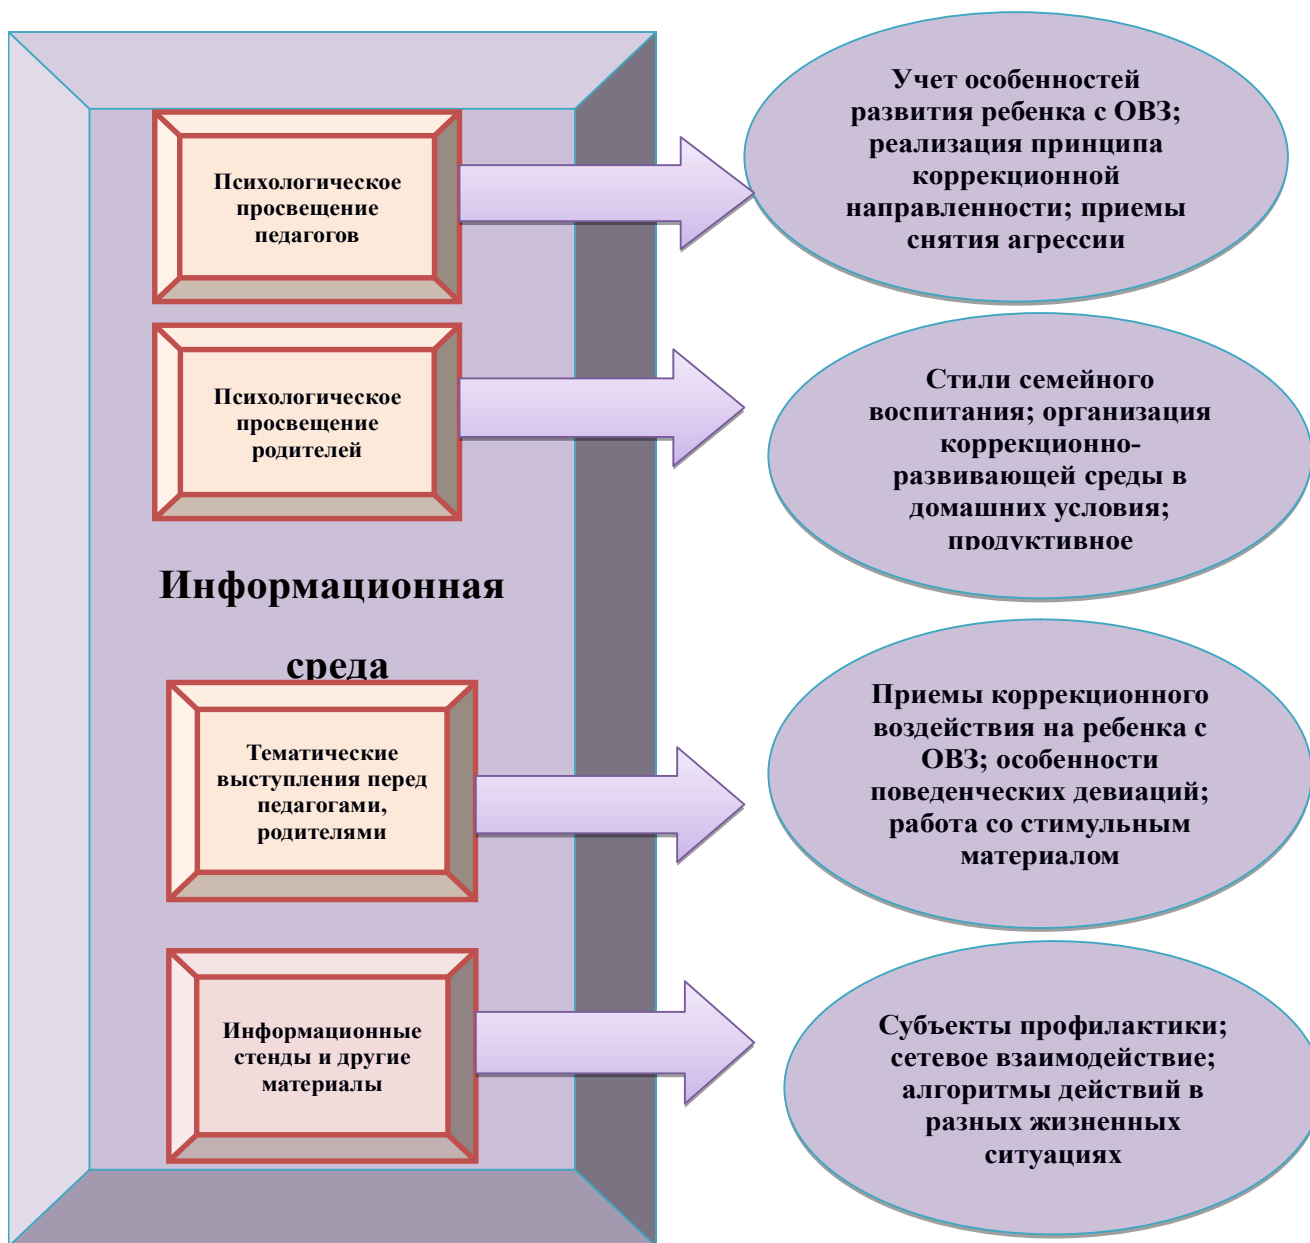 Психологическое
просвещение
педагогов
Учет особенностей
развития ребенка с ОВЗ;
реализация принципа
коррекционной
направленности; приемы
снятия агрессии
Психологическое
просвещение
родителей
Стили семейного
воспитания; организация
коррекционно-
развивающей среды в
домашних условия;
продуктивное
Информационная
среда
Тематические
выступления перед
педагогами,
родителями
Приемы коррекционного
воздействия на ребенка с
ОВЗ; особенности
поведенческих девиаций;
работа со стимульным
материалом
Информационные
стенды и другие
материалы
Субъекты профилактики;
сетевое взаимодействие;
алгоритмы действий в
разных жизненных
ситуациях